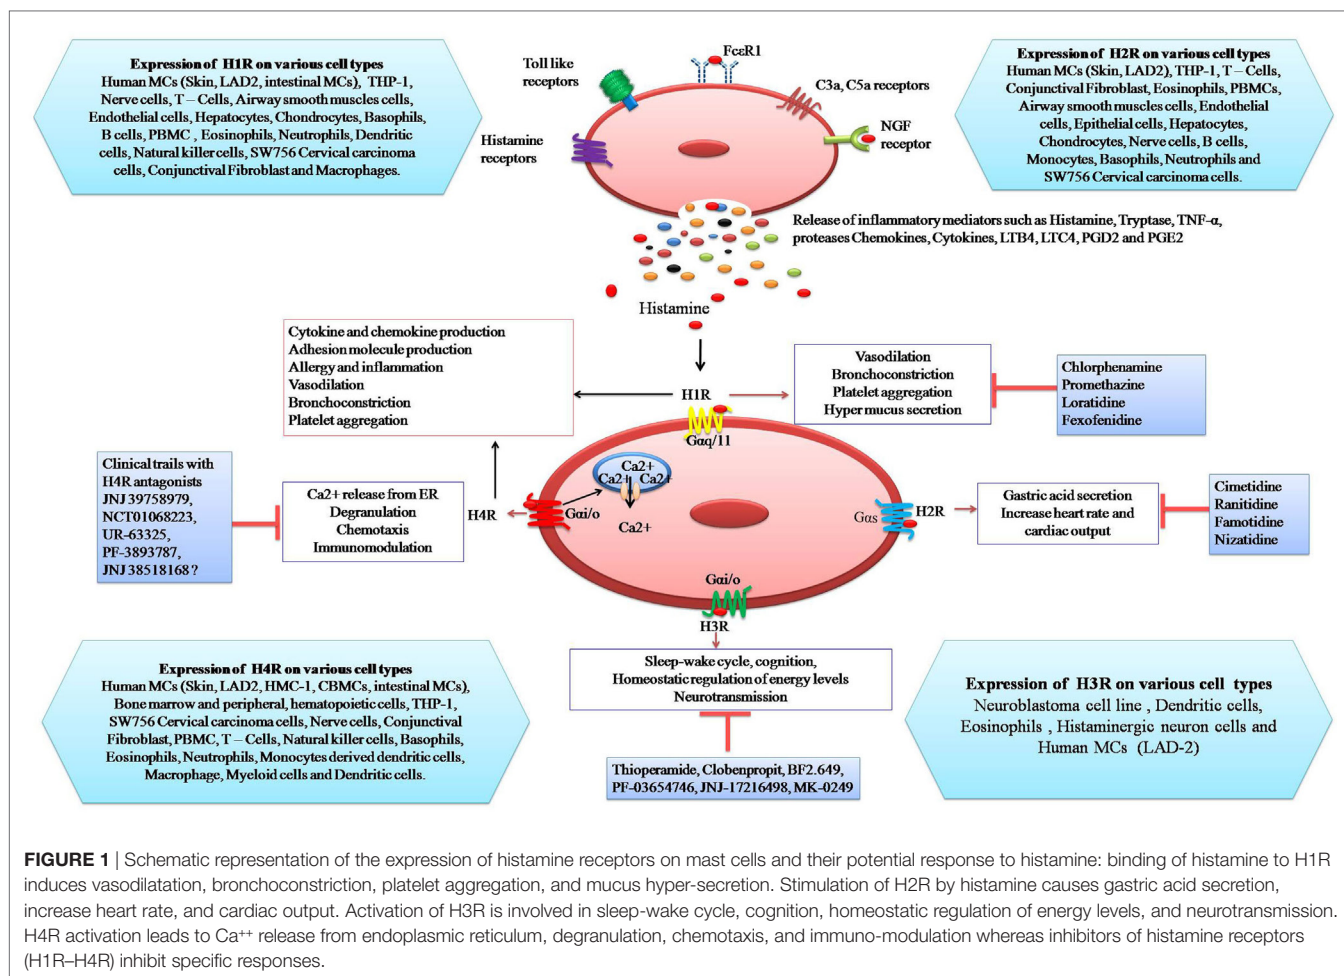 Expression of H1R on various cell types
Human MCs (Skin, LAD2, intestinal MCs), THP-1,
Nerve cells, T – Cells, Airway smooth muscles cells,
Endothelial cells, Hepatocytes, Chondrocytes, Basophils,
B cells, PBMC , Eosinophils, Neutrophils, Dendritic
cells, Natural killer cells, SW756 Cervical carcinoma
cells, Conjunctival Fibroblast and Macrophages.
FcεR1
Toll like
receptors
C3a, C5a receptors
Histamine
receptors
NGF
receptor
Expression of H2R on various cell types
Human MCs (Skin, LAD2), THP-1, T – Cells,
Conjunctival Fibroblast, Eosinophils, PBMCs,
Airway smooth muscles cells, Endothelial
cells, Epithelial cells, Hepatocytes,
Chondrocytes, Nerve cells, B cells,
Monocytes, Basophils, Neutrophils and
SW756 Cervical carcinoma cells.
Release of inflammatory mediators such as Histamine, Tryptase, TNF-α,
proteases Chemokines, Cytokines, LTB4, LTC4, PGD2 and PGE2
Histamine
Cytokine and chemokine production
Adhesion molecule production
Allergy and inflammation
Vasodilation
Bronchoconstriction
Platelet aggregation
H1R
Gαq/11
Vasodilation
Bronchoconstriction
Platelet aggregation
Hyper mucus secretion
Chlorphenamine
Promethazine
Loratidine
Fexofenidine
Clinical trails with
H4R antagonists
JNJ 39758979,
NCT01068223,
UR-63325,
PF-3893787,
JNJ 38518168?
Ca2+ release from ER
Degranulation
Chemotaxis
Immunomodulation
H4R
Gαi/o
Ca2+
Ca2+ Ca2+
Ca2+
Gαs
H2R
Gastric acid secretion
Increase heart rate and
cardiac output
Cimetidine
Ranitidine
Famotidine
Nizatidine
Gαi/o
H3R
Sleep-wake cycle, cognition,
Homeostatic regulation of energy levels
Neurotransmission
Thioperamide, Clobenpropit, BF2.649,
PF-03654746, JNJ-17216498, MK-0249
Expression of H4R on various cell types
Human MCs (Skin, LAD2, HMC-1, CBMCs, intestinal MCs),
Bone marrow and peripheral, hematopoietic cells, THP-1,
SW756 Cervical carcinoma cells, Nerve cells, Conjunctival
Fibroblast, PBMC, T – Cells, Natural killer cells, Basophils,
Eosinophils, Neutrophils, Monocytes derived dendritic cells,
Macrophage, Myeloid cells and Dendritic cells.
Expression of H3R on various cell types
Neuroblastoma cell line , Dendritic cells,
Eosinophils , Histaminergic neuron cells and
Human MCs (LAD-2)
FIGURE 1 | Schematic representation of the expression of histamine receptors on mast cells and their potential response to histamine: binding of histamine to H1R
induces vasodilatation, bronchoconstriction, platelet aggregation, and mucus hyper-secretion. Stimulation of H2R by histamine causes gastric acid secretion,
increase heart rate, and cardiac output. Activation of H3R is involved in sleep-wake cycle, cognition, homeostatic regulation of energy levels, and neurotransmission.
H4R activation leads to Ca⁺⁺ release from endoplasmic reticulum, degranulation, chemotaxis, and immuno-modulation whereas inhibitors of histamine receptors
(H1R–H4R) inhibit specific responses.